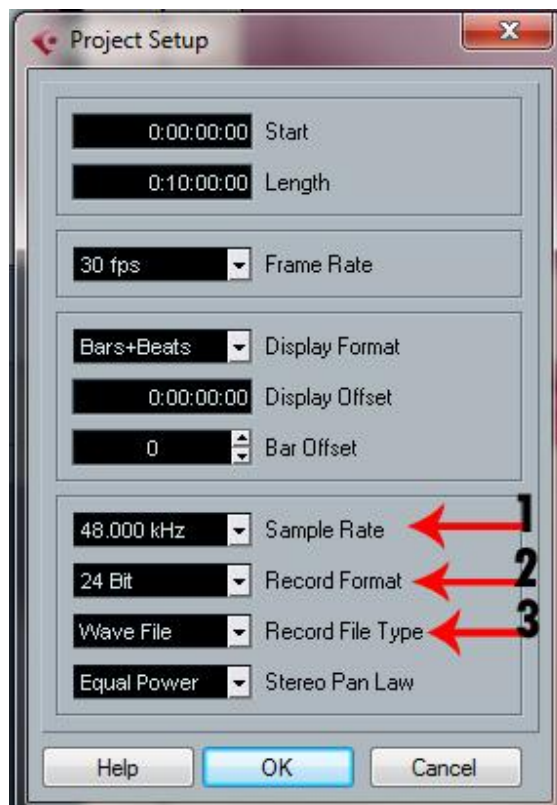 Project Setup
0:00:00:00 Start
0:10:00:00 Length
30 fps Frame Rate
Bars+Beats Display Format
0:00:00:00 Display Offset
0 Bar Offset
48.000 kHz Sample Rate 1
24 Bit Record Format 2
Wave File Record File Type 3
Equal Power Stereo Pan Law
Help OK Cancel